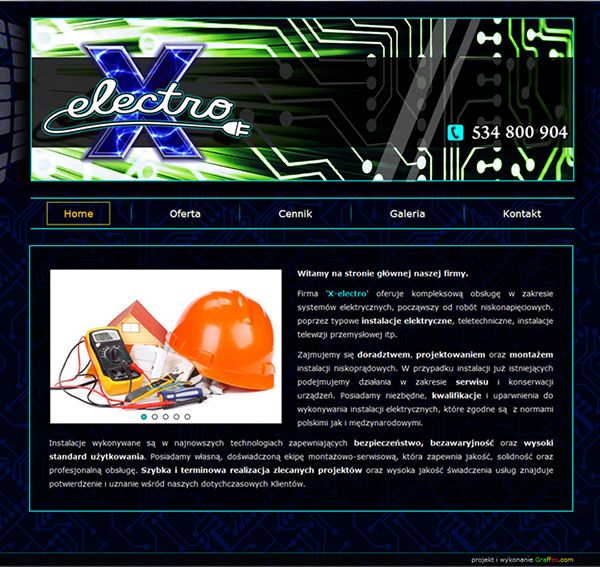 X
electro
534 800 904
Home Oferta Cennik Galeria Kontakt
Witamy na stronie głównej naszej firmy.
Firma 'X-electro' oferuje kompleksową obsługę w zakresie
systemów elektrycznych, począwszy od robót niskonapięciowych,
poprzez typowe instalacje elektryczne, teletechniczne, instalacje
telewizji przemysłowej itp.
Zajmujemy się doradztwem, projektowaniem oraz montażem
instalacji niskoprądowych. W przypadku instalacji już istniejących
podejmujemy działania w zakresie serwisu i konserwacji
urządzeń. Posiadamy niezbędne, kwalifikacje i uparwnienia do
wykonywania instalacji elektrycznych, które zgodne są z normami
polskimi jak i mędzynarodowymi.
Instalacje wykonywane są w najnowszych technologiach zapewniających bezpieczeństwo, bezawaryjność oraz wysoki
standard użytkowania. Posiadamy własną, doświadczoną ekipę montażowo-serwisową, która zapewnia jakość, solidność oraz
profesjonalną obsługę. Szybka i terminowa realizacja zlecanych projektów oraz wysoka jakość świadczenia usług znajduje
potwierdzenie i uznanie wśród naszych dotychczasowych Klientów.
projekt i wykonanie Graffec.com